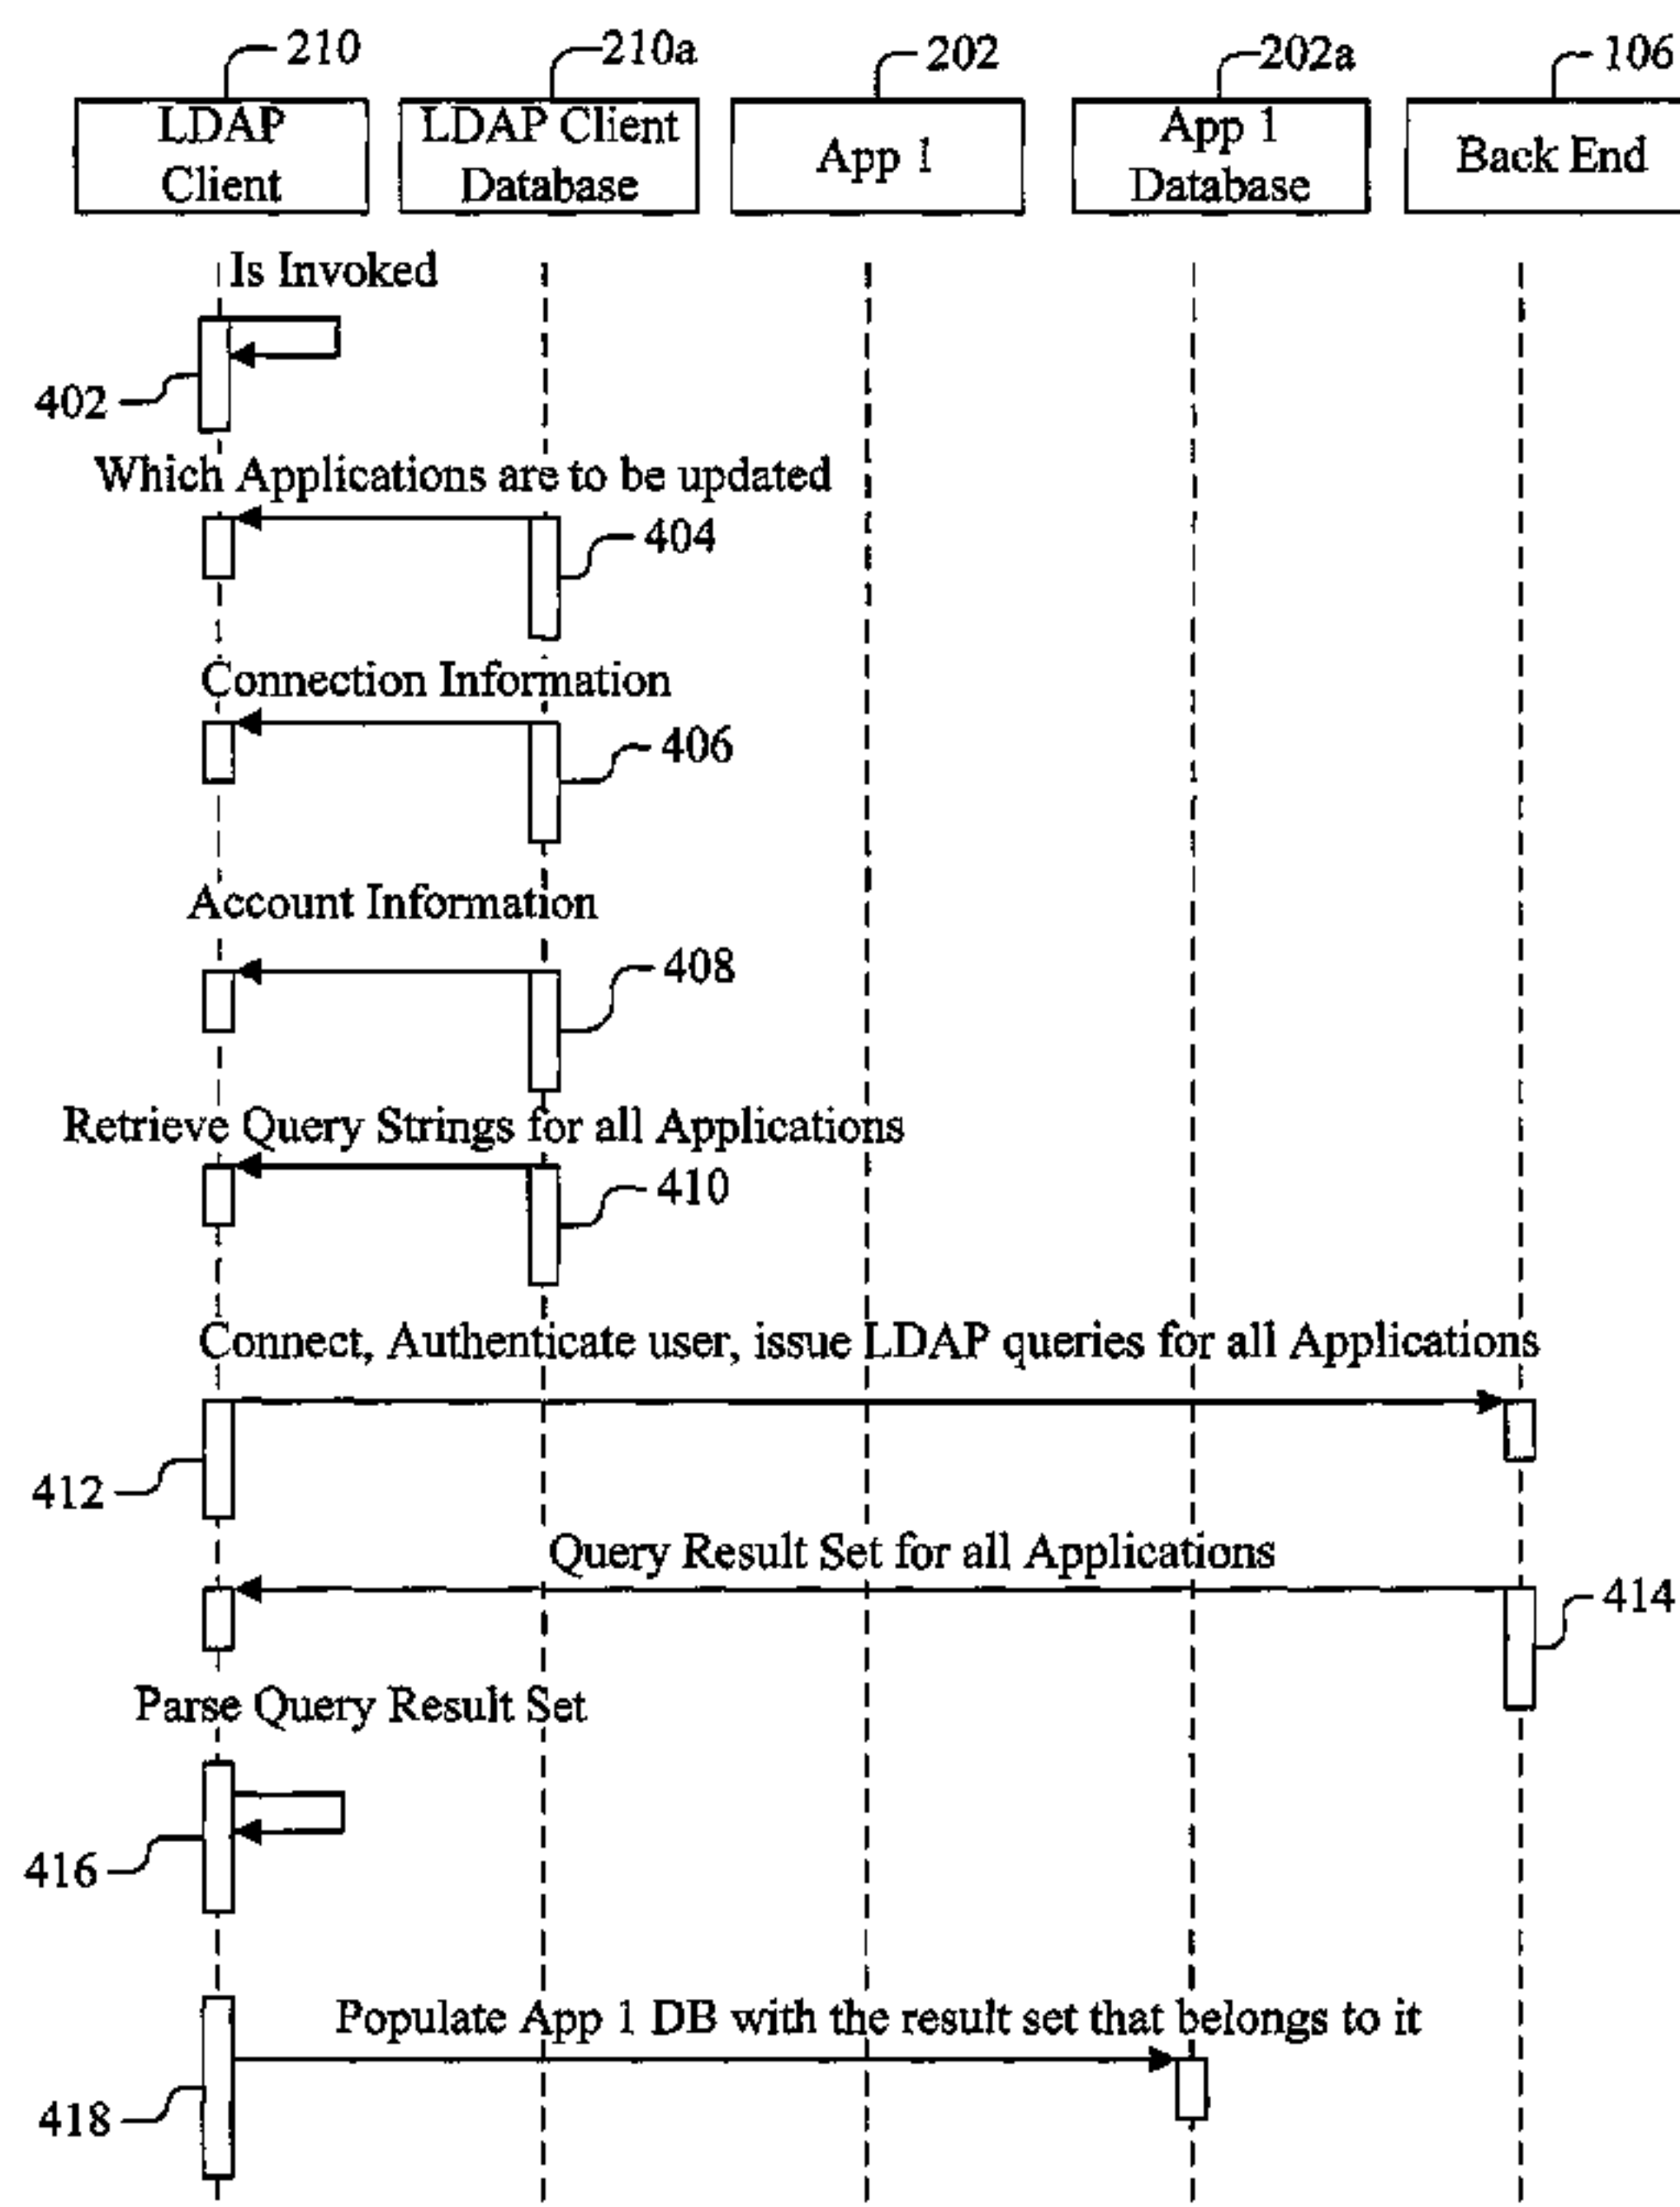 210
210a
202
202a
106
LDAP
Client
LDAP Client
Database
App 1
App 1
Database
Back End
Is Invoked
402
Which Applications are to be updated
404
Connection Information
406
Account Information
408
Retrieve Query Strings for all Applications
410
Connect, Authenticate user, issue LDAP queries for all Applications
412
Query Result Set for all Applications
414
Parse Query Result Set
416
Populate App 1 DB with the result set that belongs to it
418